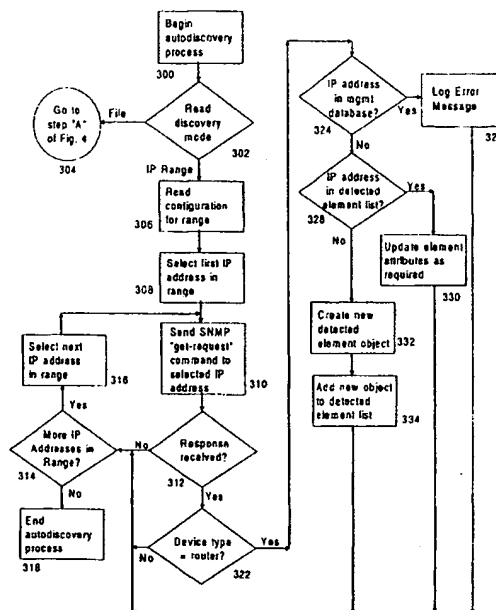 Begin
autodiscovery
process
300
Go to
step "A"
of Fig. 4
304
File
Read
discovery
mode
302
IP Range
Read
configuration
for range
306
Select first IP
address in
range
308
Send SNMP
"get-request"
command to
selected IP
address
310
Select next
IP address
in range
316
Yes
More IP
Addresses in
Range?
314
No
End
autodiscovery
process
318
No
Response
received?
312
Yes
Device type
= router?
322
No
Yes
IP address
in mgmt
database?
324
Yes
Log Error
Message
No
IP address
in detected
element list?
328
Yes
Update element
attributes as
required
330
No
Create new
detected
element object
332
Add new object
to detected
element list
334